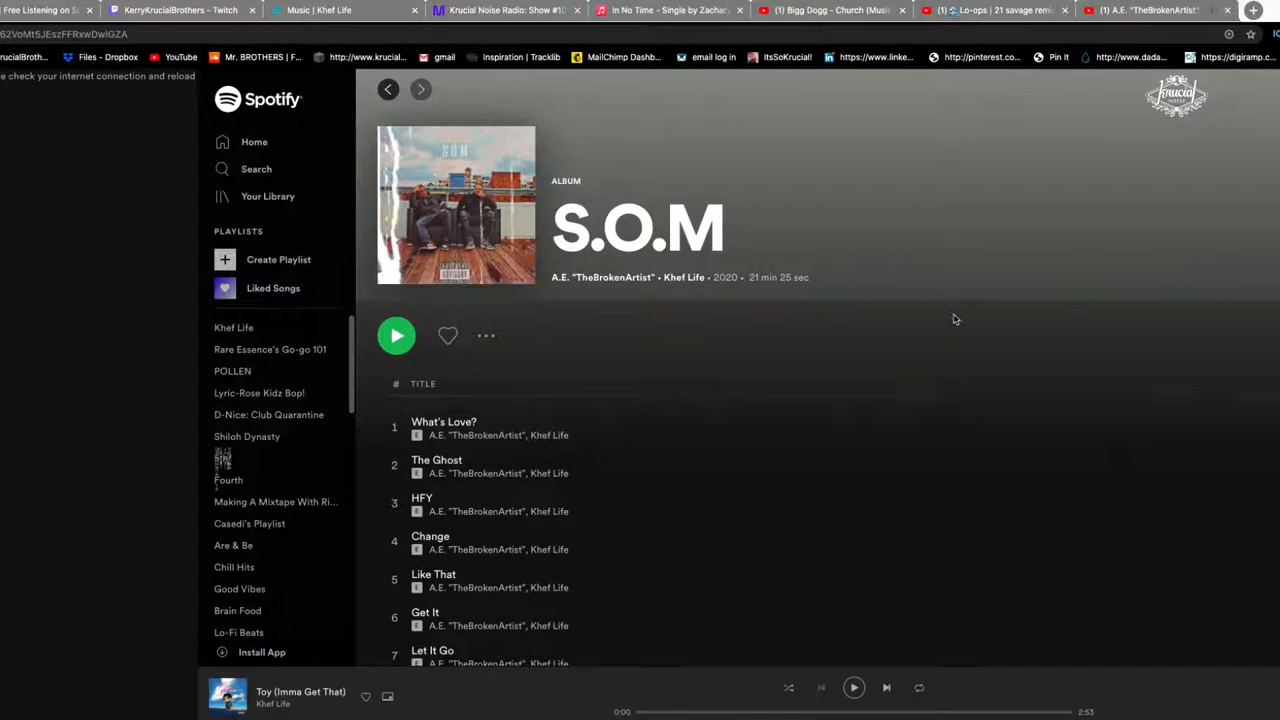 Free Listening on S
KerryKrucialBrothers - Twitch
Music | Khef Life
Krucial Noise Radio: Show #10
In No Time - Single by Zachar
(1) Bigg Dogg - Church (Music
(1) Lo-ops | 21 savage remi
(1) A.E. "TheBrokenArtist"
62VoMt5JEszFFRxwDwlGZA
rucialBroth...
Files - Dropbox
YouTube
Mr. BROTHERS | F...
http://www.krucial...
gmail
Inspiration | Tracklib
MailChimp Dashb...
email log in
ItsSoKrucial!
https://www.linke...
http://pinterest.co...
Pin It
http://www.dada...
https://digiramp.c...
e check your internet connection and reload
Spotify
Krucial
Home
Search
Your Library
PLAYLISTS
Create Playlist
Liked Songs
Khef Life
Rare Essence's Go-go 101
POLLEN
Lyric-Rose Kidz Bop!
D-Nice: Club Quarantine
Shiloh Dynasty
Fourth
Making A Mixtape With Ri...
Casedi's Playlist
Are & Be
Chill Hits
Good Vibes
Brain Food
Lo-Fi Beats
Install App
S.O.M
ALBUM
S.O.M
A.E. "TheBrokenArtist" • Khef Life • 2020 • 21 min 25 sec
# TITLE
1 What's Love?
E A.E. "TheBrokenArtist", Khef Life
2 The Ghost
E A.E. "TheBrokenArtist", Khef Life
3 HFY
E A.E. "TheBrokenArtist", Khef Life
4 Change
E A.E. "TheBrokenArtist", Khef Life
5 Like That
E A.E. "TheBrokenArtist", Khef Life
6 Get It
E A.E. "TheBrokenArtist", Khef Life
7 Let It Go
E A.E. "TheBrokenArtist", Khef Life
Toy (Imma Get That)
Khef Life
0:00
2:53